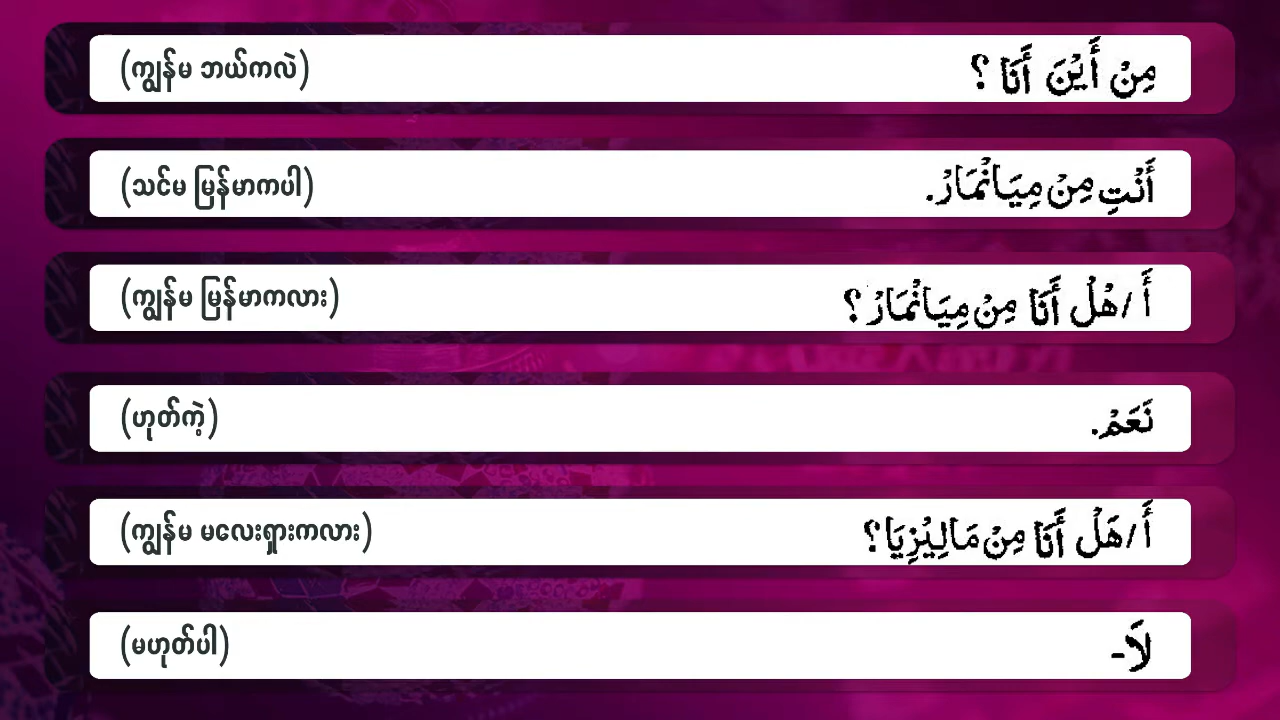 (ကျွန်မ ဘယ်ကလဲ) مِنْ أَيْنَ أَنَا ؟
(သင်မ မြန်မာကပါ) أَنْتِ مِنْ مِيَانْمَارْ.
(ကျွန်မ မြန်မာကလား) أَ / هَلْ أَنَا مِنْ مِيَانْمَارْ ؟
(ဟုတ်ကဲ့) نَعَمْ.
(ကျွန်မ မလေးရှားကလား) أَ / هَلْ أَنَا مِنْ مَالِيْزِيَا ؟
(မဟုတ်ပါ) لَا-